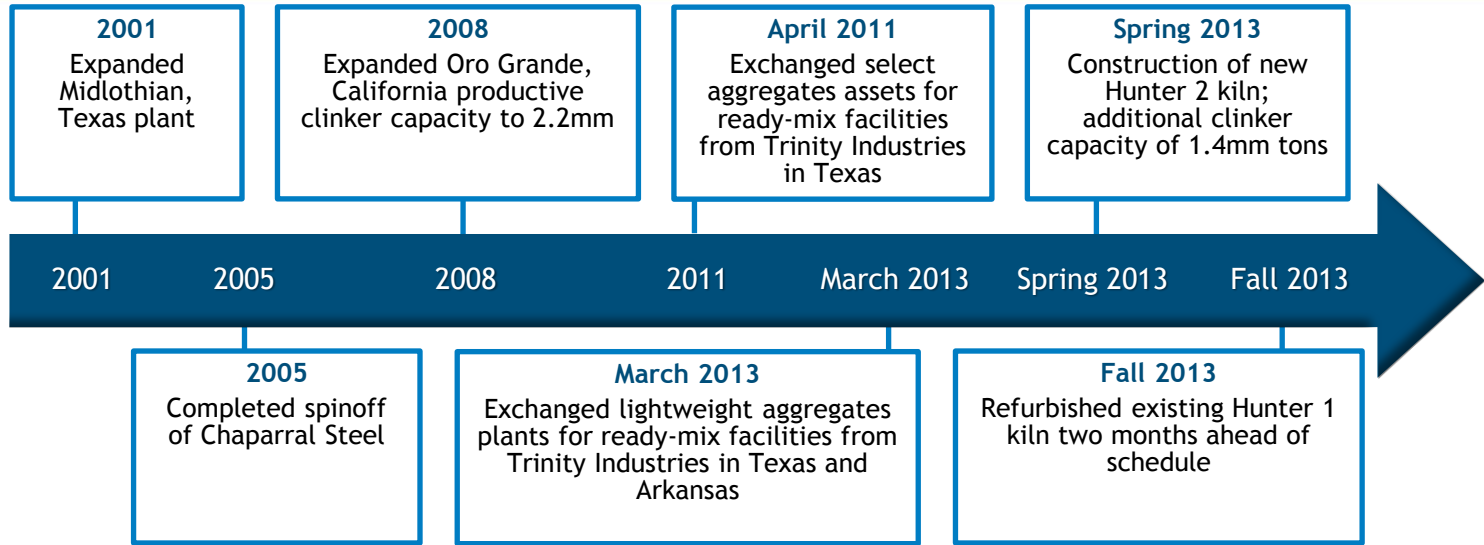 2001
Expanded
Midlothian,
Texas plant
2008
Expanded Oro Grande,
California productive
clinker capacity to 2.2mm
April 2011
Exchanged select
aggregates assets for
ready-mix facilities
from Trinity Industries
in Texas
Spring 2013
Construction of new
Hunter 2 kiln;
additional clinker
capacity of 1.4mm tons
2001
2005
2008
2011
March 2013
Spring 2013
Fall 2013
2005
Completed spinoff
of Chaparral Steel
March 2013
Exchanged lightweight aggregates
plants for ready-mix facilities from
Trinity Industries in Texas and
Arkansas
Fall 2013
Refurbished existing Hunter 1
kiln two months ahead of
schedule